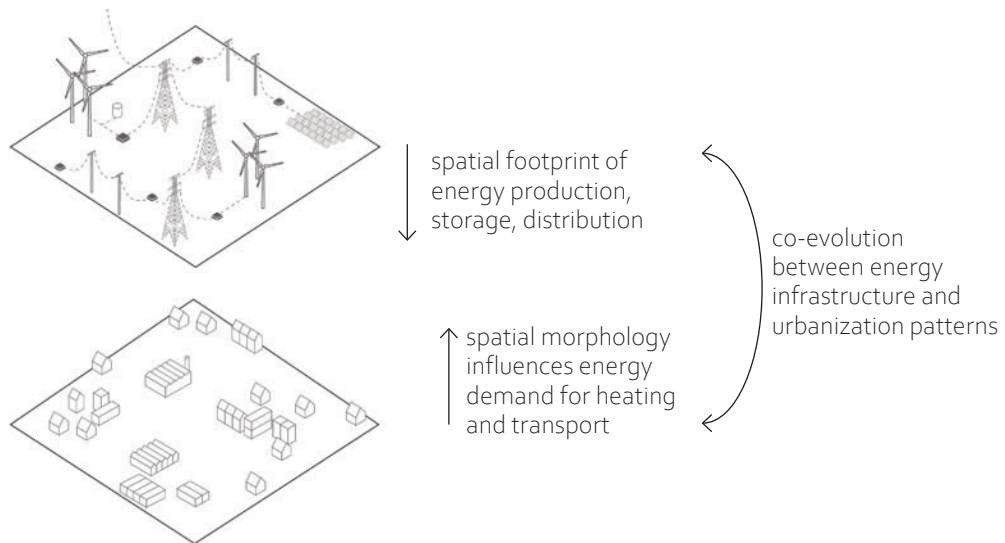 spatial footprint of
energy production,
storage, distribution
co-evolution
between energy
infrastructure and
urbanization patterns
spatial morphology
influences energy
demand for heating
and transport